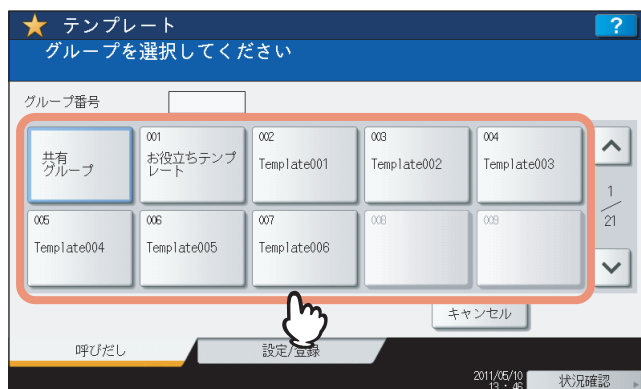 テンプレート
?
グループを選択してください
グループ番号
共有
グループ
001
お役立ちテンプ
レート
002
Template001
003
Template002
004
Template003
005
Template004
006
Template005
007
Template006
008
009
1
21
キャンセル
呼びだし
設定/登録
2011/05/10
13 : 46
状況確認